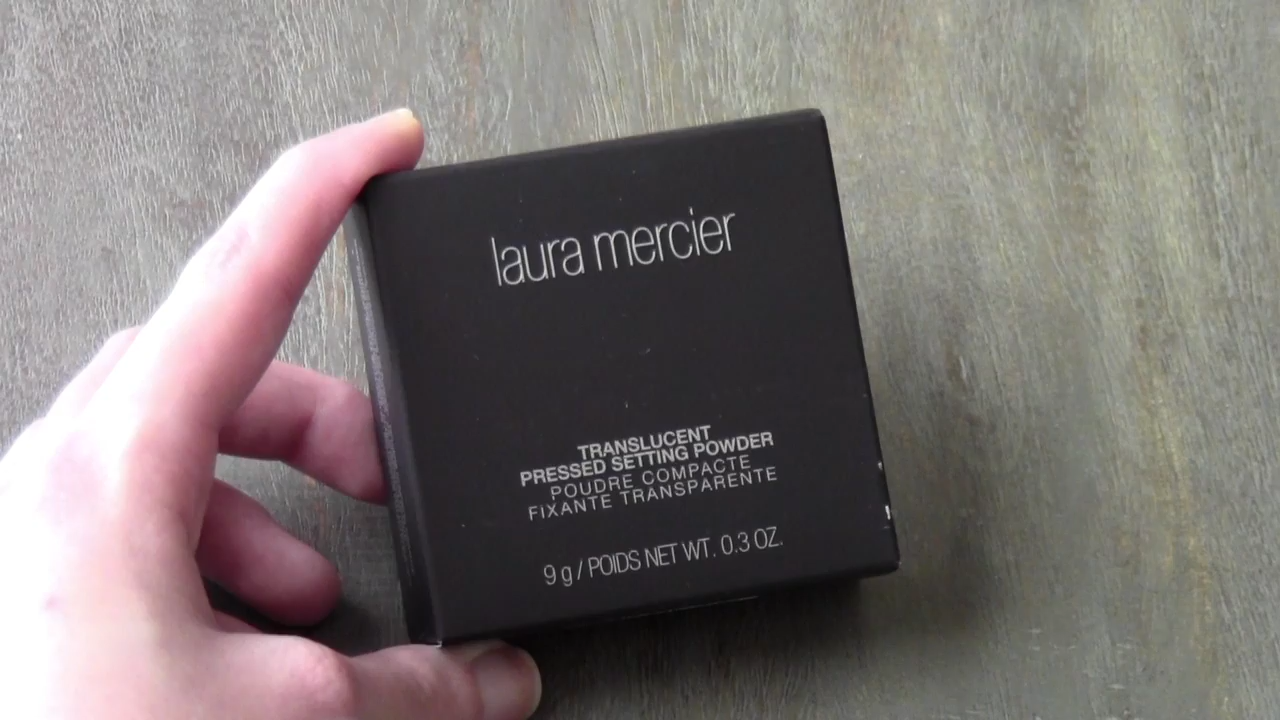 laura mercier
TRANSLUCENT
PRESSED SETTING POWDER
POUDRE COMPACTE
FIXANTE TRANSPARENTE
9 g / POIDS NET WT. 0.3 OZ.